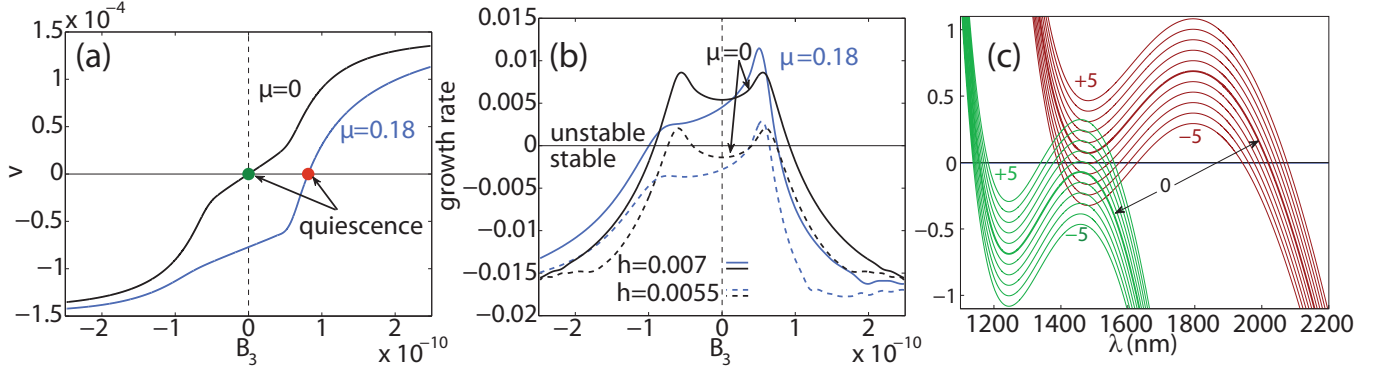 x 10⁻⁴
(a)
1.5
1
0.5
0
−0.5
−1
−1.5
v
μ=0
μ=0.18
quiescence
−2
−1
0
1
2
B₃
x 10⁻¹⁰
(b)
0.015
0.01
0.005
0
−0.005
−0.01
−0.015
−0.02
growth rate
μ=0
μ=0.18
unstable
stable
h=0.007
h=0.0055
−2
−1
0
1
2
B₃
x 10⁻¹⁰
(c)
1
0.5
0
−0.5
−1
+5
−5
+5
−5
0
1200
1400
1600
1800
2000
2200
λ (nm)